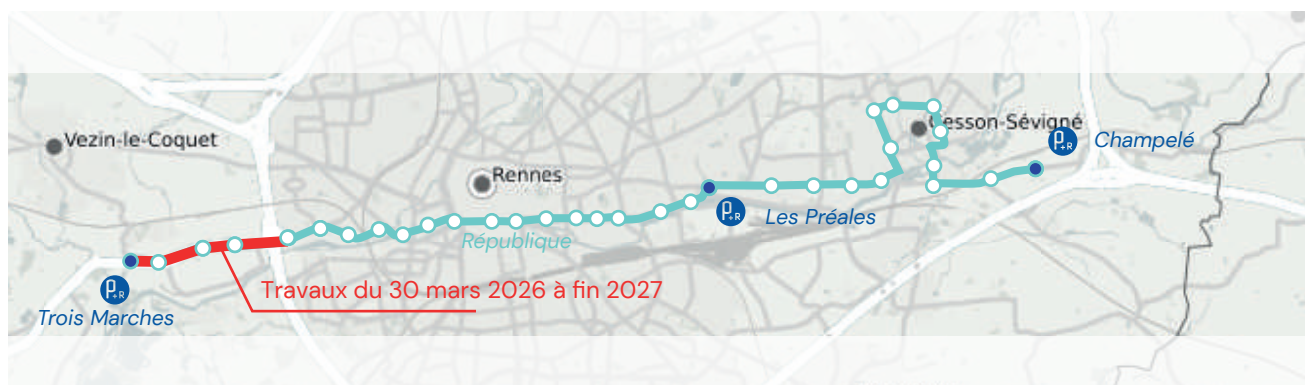 Vezin-le-Coquet
Rennes
Cesson-Sévigné
P+R
Champelé
P+R
Les Préales
République
Travaux du 30 mars 2026 à fin 2027
P+R
Trois Marches